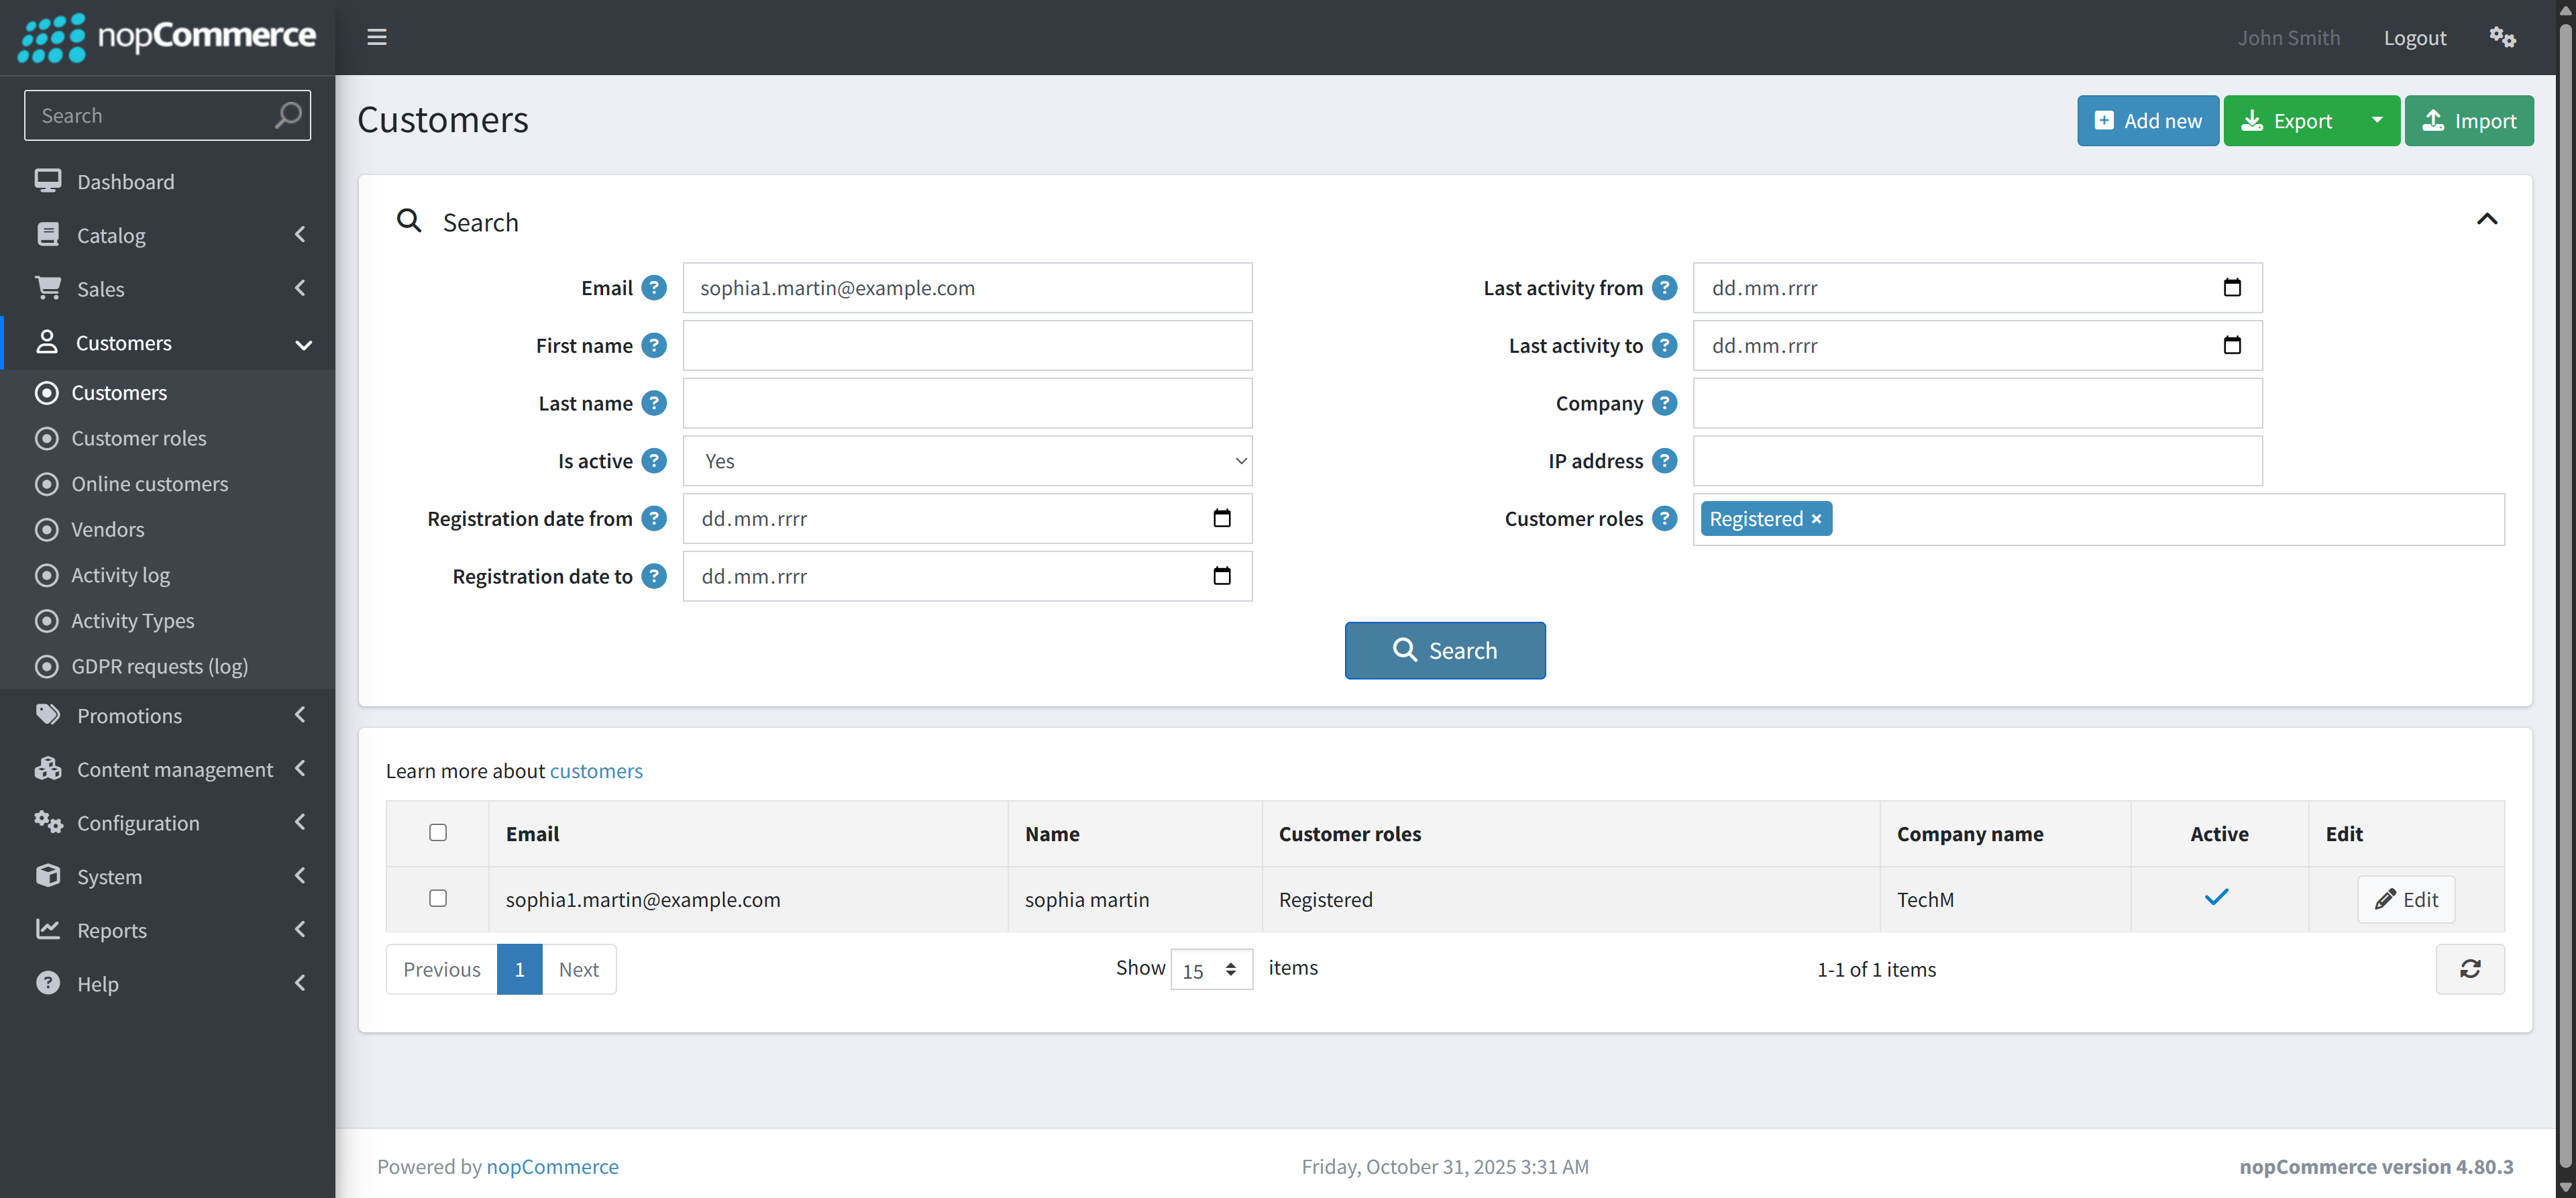 nopCommerce
John Smith
Logout
Search
Dashboard
Catalog
Sales
Customers
Customers
Customer roles
Online customers
Vendors
Activity log
Activity Types
GDPR requests (log)
Promotions
Content management
Configuration
System
Reports
Help
Customers
Add new
Export
Import
Search
Email ? sophia1.martin@example.com
First name ?
Last name ?
Is active ? Yes
Registration date from ? dd.mm.rrrr
Registration date to ? dd.mm.rrrr
Last activity from ? dd.mm.rrrr
Last activity to ? dd.mm.rrrr
Company ?
IP address ?
Customer roles ? Registered ×
Search
Learn more about customers
Email Name Customer roles Company name Active Edit
sophia1.martin@example.com sophia martin Registered TechM Edit
Previous 1 Next Show 15 items 1-1 of 1 items
Powered by nopCommerce Friday, October 31, 2025 3:31 AM nopCommerce version 4.80.3